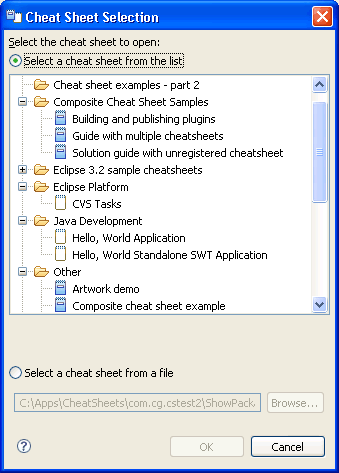 Cheat Sheet Selection
Select the cheat sheet to open:
Select a cheat sheet from the list
Cheat sheet examples - part 2
Composite Cheat Sheet Samples
Building and publishing plugins
Guide with multiple cheatsheets
Solution guide with unregistered cheatsheet
Eclipse 3.2 sample cheatsheets
Eclipse Platform
CVS Tasks
Java Development
Hello, World Application
Hello, World Standalone SWT Application
Other
Artwork demo
Composite cheat sheet example
Select a cheat sheet from a file
C:\Apps\CheatSheets\com.cg.cstest2\ShowPack
Browse...
?
OK
Cancel